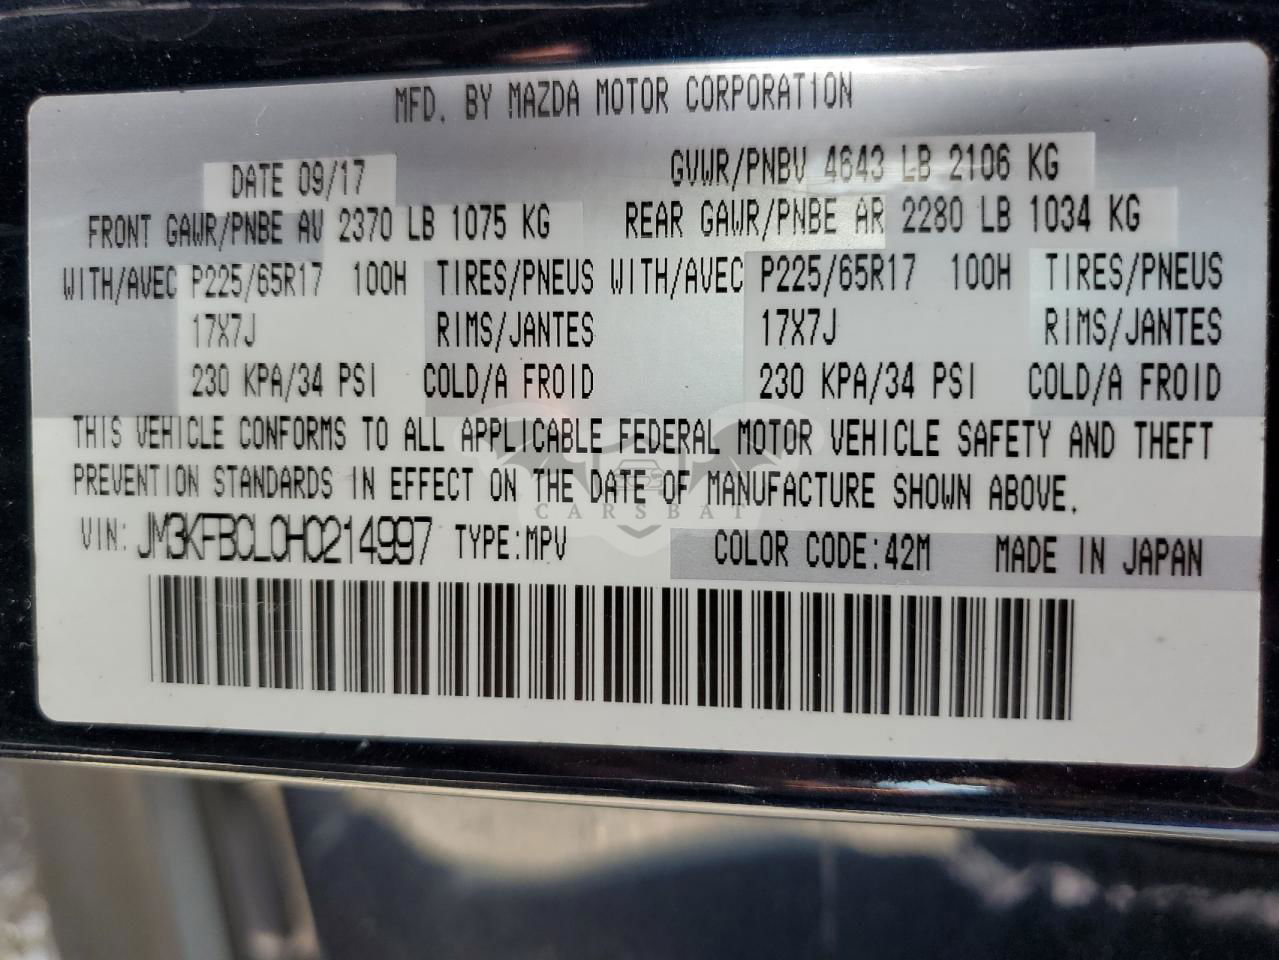 MFD. BY MAZDA MOTOR CORPORATION
DATE 09/17 GVWR/PNBV 4643 LB 2106 KG
FRONT GAWR/PNBE AV 2370 LB 1075 KG REAR GAWR/PNBE AR 2280 LB 1034 KG
WITH/AVEC P225/65R17 100H TIRES/PNEUS WITH/AVEC P225/65R17 100H TIRES/PNEUS
17X7J RIMS/JANTES 17X7J RIMS/JANTES
230 KPA/34 PSI COLD/A FROID 230 KPA/34 PSI COLD/A FROID
THIS VEHICLE CONFORMS TO ALL APPLICABLE FEDERAL MOTOR VEHICLE SAFETY AND THEFT
PREVENTION STANDARDS IN EFFECT ON THE DATE OF MANUFACTURE SHOWN ABOVE.
CARSBAT
VIN: JM3KFBCL0H0214997 TYPE:MPV COLOR CODE:42M MADE IN JAPAN